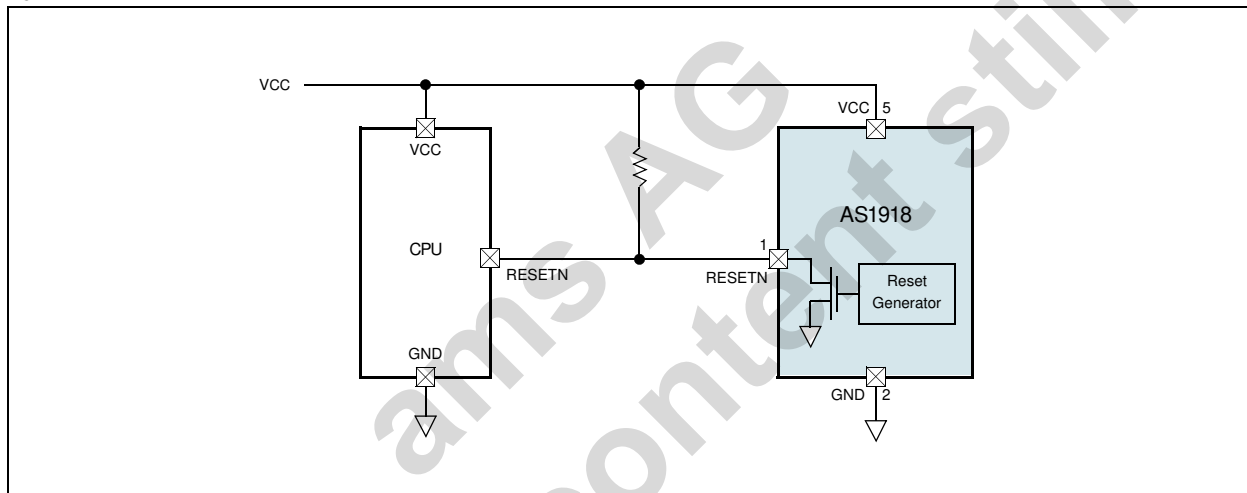 VCC
VCC 5
VCC
AS1918
CPU
1
RESETN
RESETN
Reset
Generator
GND
GND 2
ams AG
content still